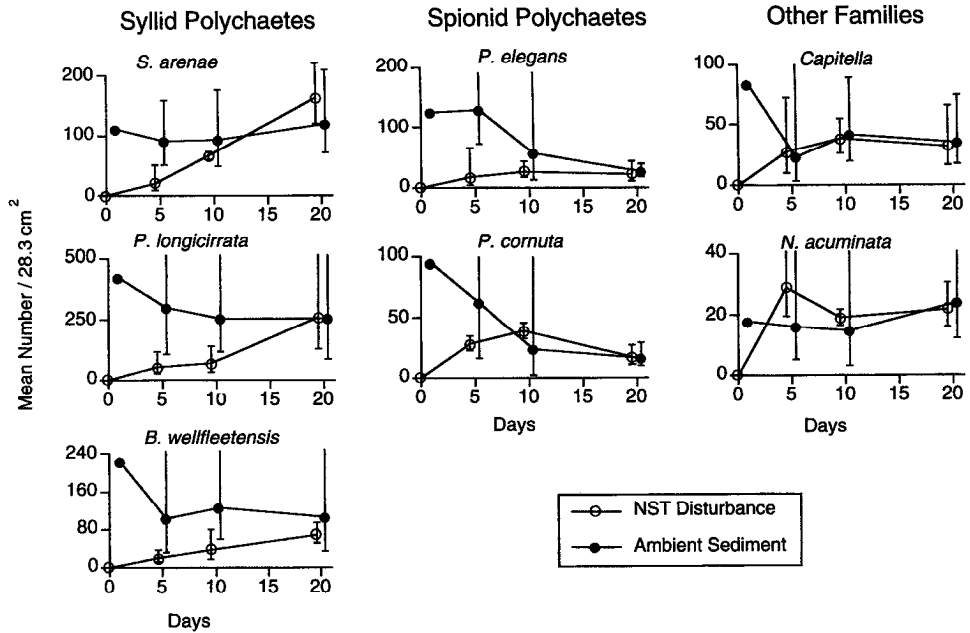 Syllid Polychaetes
Spionid Polychaetes
Other Families
S. arenae
200
100
0
0 5 10 15 20
P. elegans
200
100
0
0 5 10 15 20
Capitella
100
50
0
0 5 10 15 20
P. longicirrata
500
250
0
0 5 10 15 20
P. cornuta
100
50
0
0 5 10 15 20
Days
N. acuminata
40
20
0
0 5 10 15 20
Days
B. wellfleetensis
240
160
80
0
0 5 10 15 20
Days
Mean Number / 28.3 cm²
NST Disturbance
Ambient Sediment